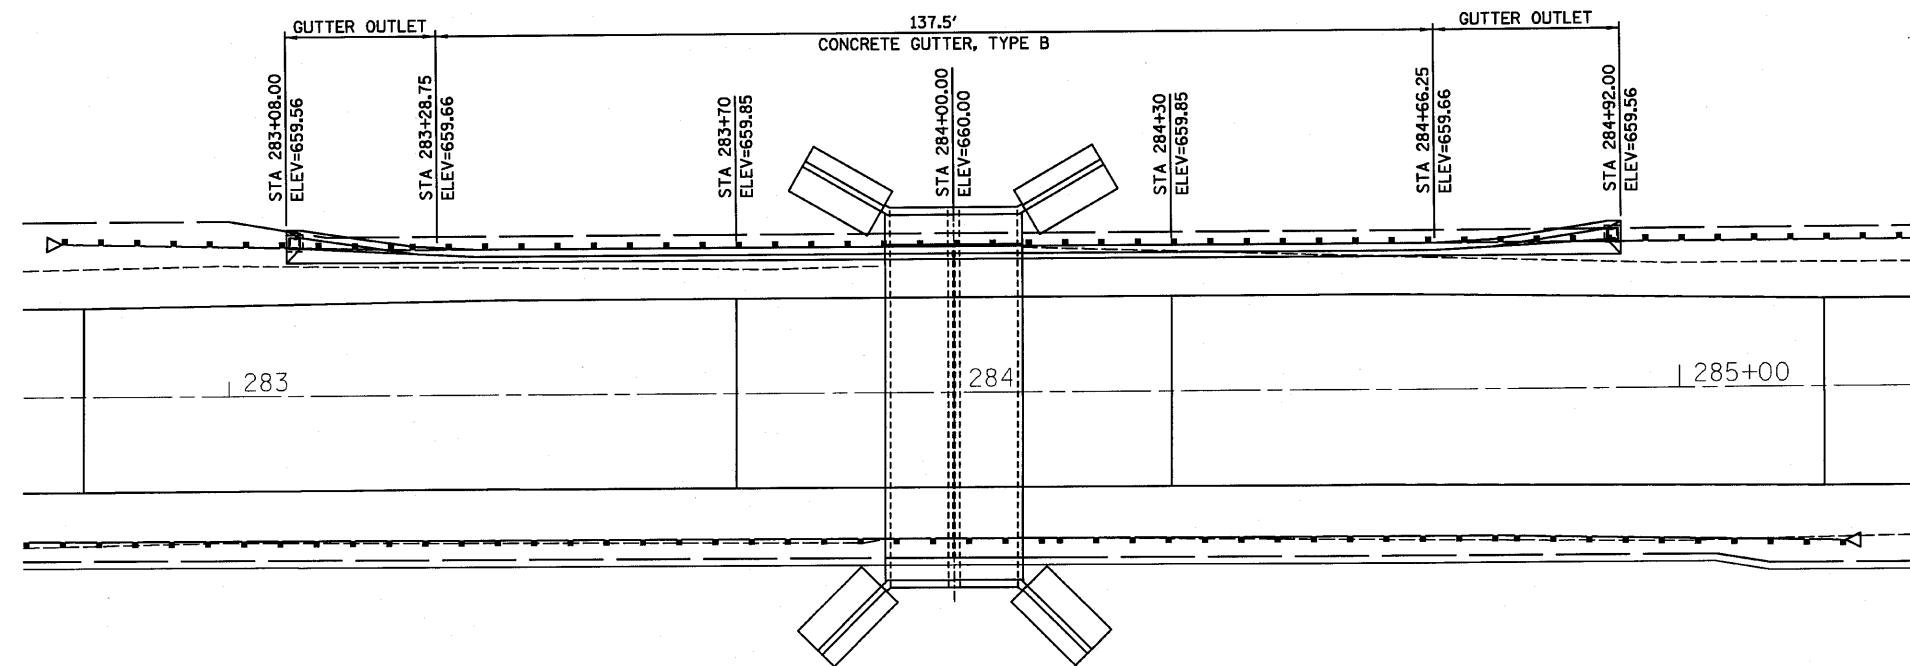 GUTTER OUTLET
137.5'
GUTTER OUTLET
CONCRETE GUTTER, TYPE B
STA 283+08.00
ELEV=659.56
STA 283+28.75
ELEV=659.66
STA 283+70
ELEV=659.85
STA 284+00.00
ELEV=660.00
STA 284+30
ELEV=659.85
STA 284+66.25
ELEV=659.66
STA 284+92.00
ELEV=659.56
283
284
285+00